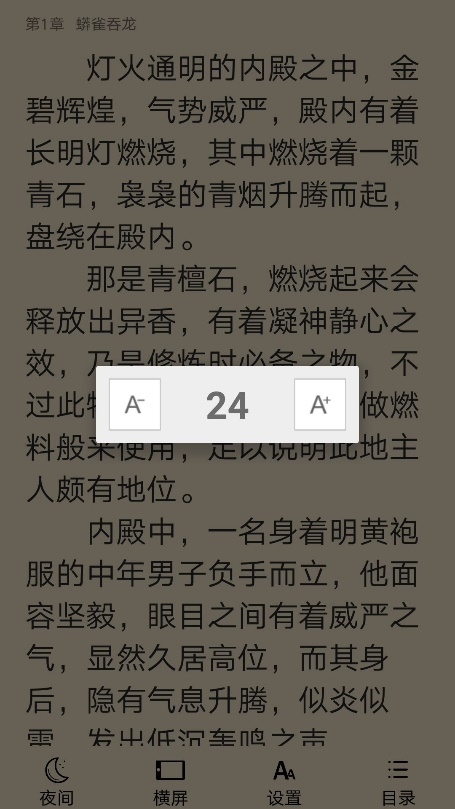 第1章 蟒雀吞龙
灯火通明的内殿之中，金
碧辉煌，气势威严，殿内有着
长明灯燃烧，其中燃烧着一颗
青石，袅袅的青烟升腾而起，
盘绕在殿内。
那是青檀石，燃烧起来会
释放出异香，有着凝神静心之
效，乃是修炼时必备之物，不
过此 做燃
A- 24 A+
料般来使用，足以说明此地主
人颇有地位。
内殿中，一名身着明黄袍
服的中年男子负手而立，他面
容坚毅，眼目之间有着威严之
气，显然久居高位，而其身
后，隐有气息升腾，似炎似
雷，发出低沉轰鸣之声
夜间 横屏 设置 目录